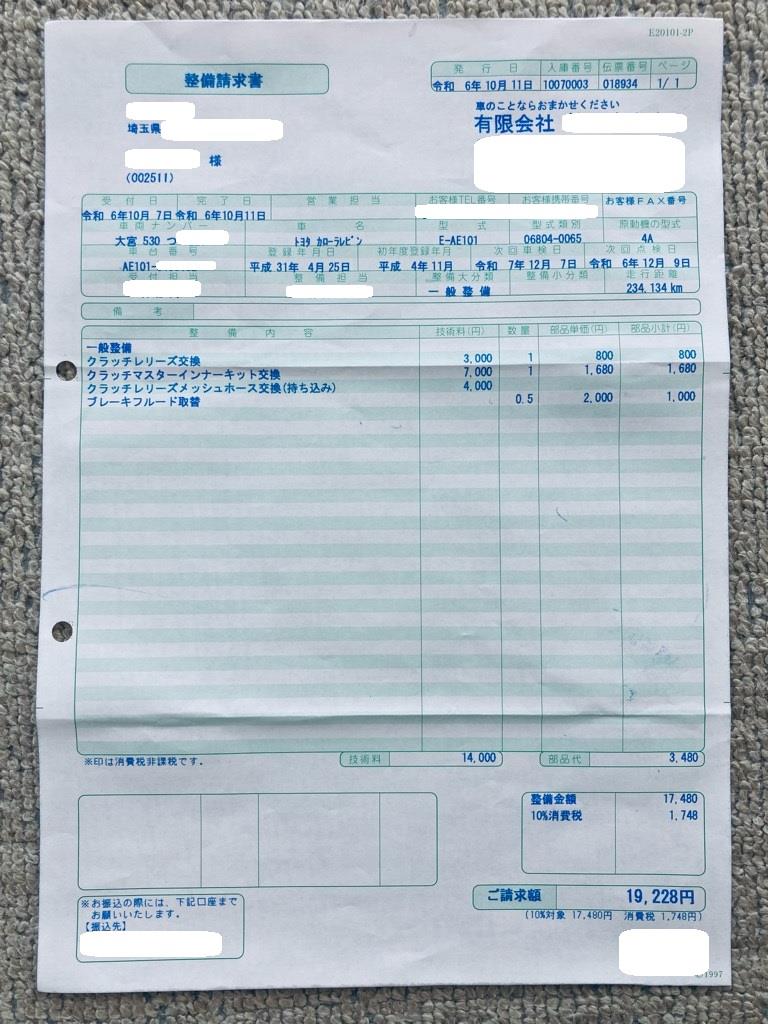 E20101-2P
整備請求書
発行日 入庫番号 伝票番号 ページ
令和 6年10月11日 10070003 018934 1/ 1
埼玉県
様
(002511)
車のことならおまかせください
有限会社
受付日 完了日 営業担当 お客様TEL番号 お客様携帯番号 お客様FAX番号
令和 6年10月 7日 令和 6年10月11日
車両ナンバー 車名 型式 型式類別 原動機の型式
大宮 530 つ トヨタ カローラレビン E-AE101 06804-0065 4A
車台番号 登録年月日 初年度登録年月 次回車検日 次回点検日
AE101- 平成 31年 4月25日 平成 4年11月 令和 7年12月 7日 令和 6年12月 9日
受付担当 整備担当 整備大分類 整備小分類 走行距離
一般整備 234,134 km
備考
整備内容 技術料(円) 数量 部品単価(円) 部品小計(円)
一般整備
クラッチレリーズ交換 3,000 1 800 800
クラッチマスターインナーキット交換 7,000 1 1,680 1,680
クラッチレリーズメッシュホース交換(持ち込み) 4,000
ブレーキフルード取替 0.5 2,000 1,000
※印は消費税非課税です。 技術料 14,000 部品代 3,480
整備金額 17,480
10%消費税 1,748
ご請求額 19,228円
(10%対象 17,480円 消費税 1,748円)
※お振込の際には、下記口座まで
お願いいたします。
【振込先】
1997